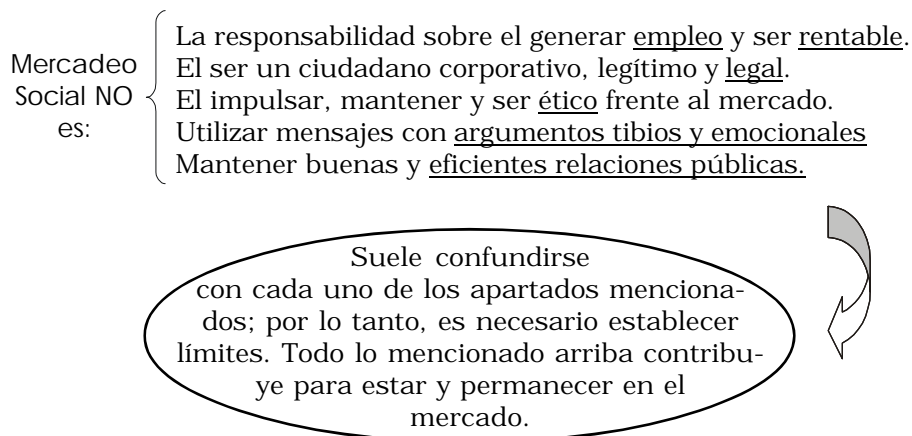 Mercadeo
Social NO
es:
La responsabilidad sobre el generar empleo y ser rentable.
El ser un ciudadano corporativo, legítimo y legal.
El impulsar, mantener y ser ético frente al mercado.
Utilizar mensajes con argumentos tibios y emocionales
Mantener buenas y eficientes relaciones públicas.
Suele confundirse
con cada uno de los apartados menciona-
dos; por lo tanto, es necesario establecer
límites. Todo lo mencionado arriba contribu-
ye para estar y permanecer en el
mercado.